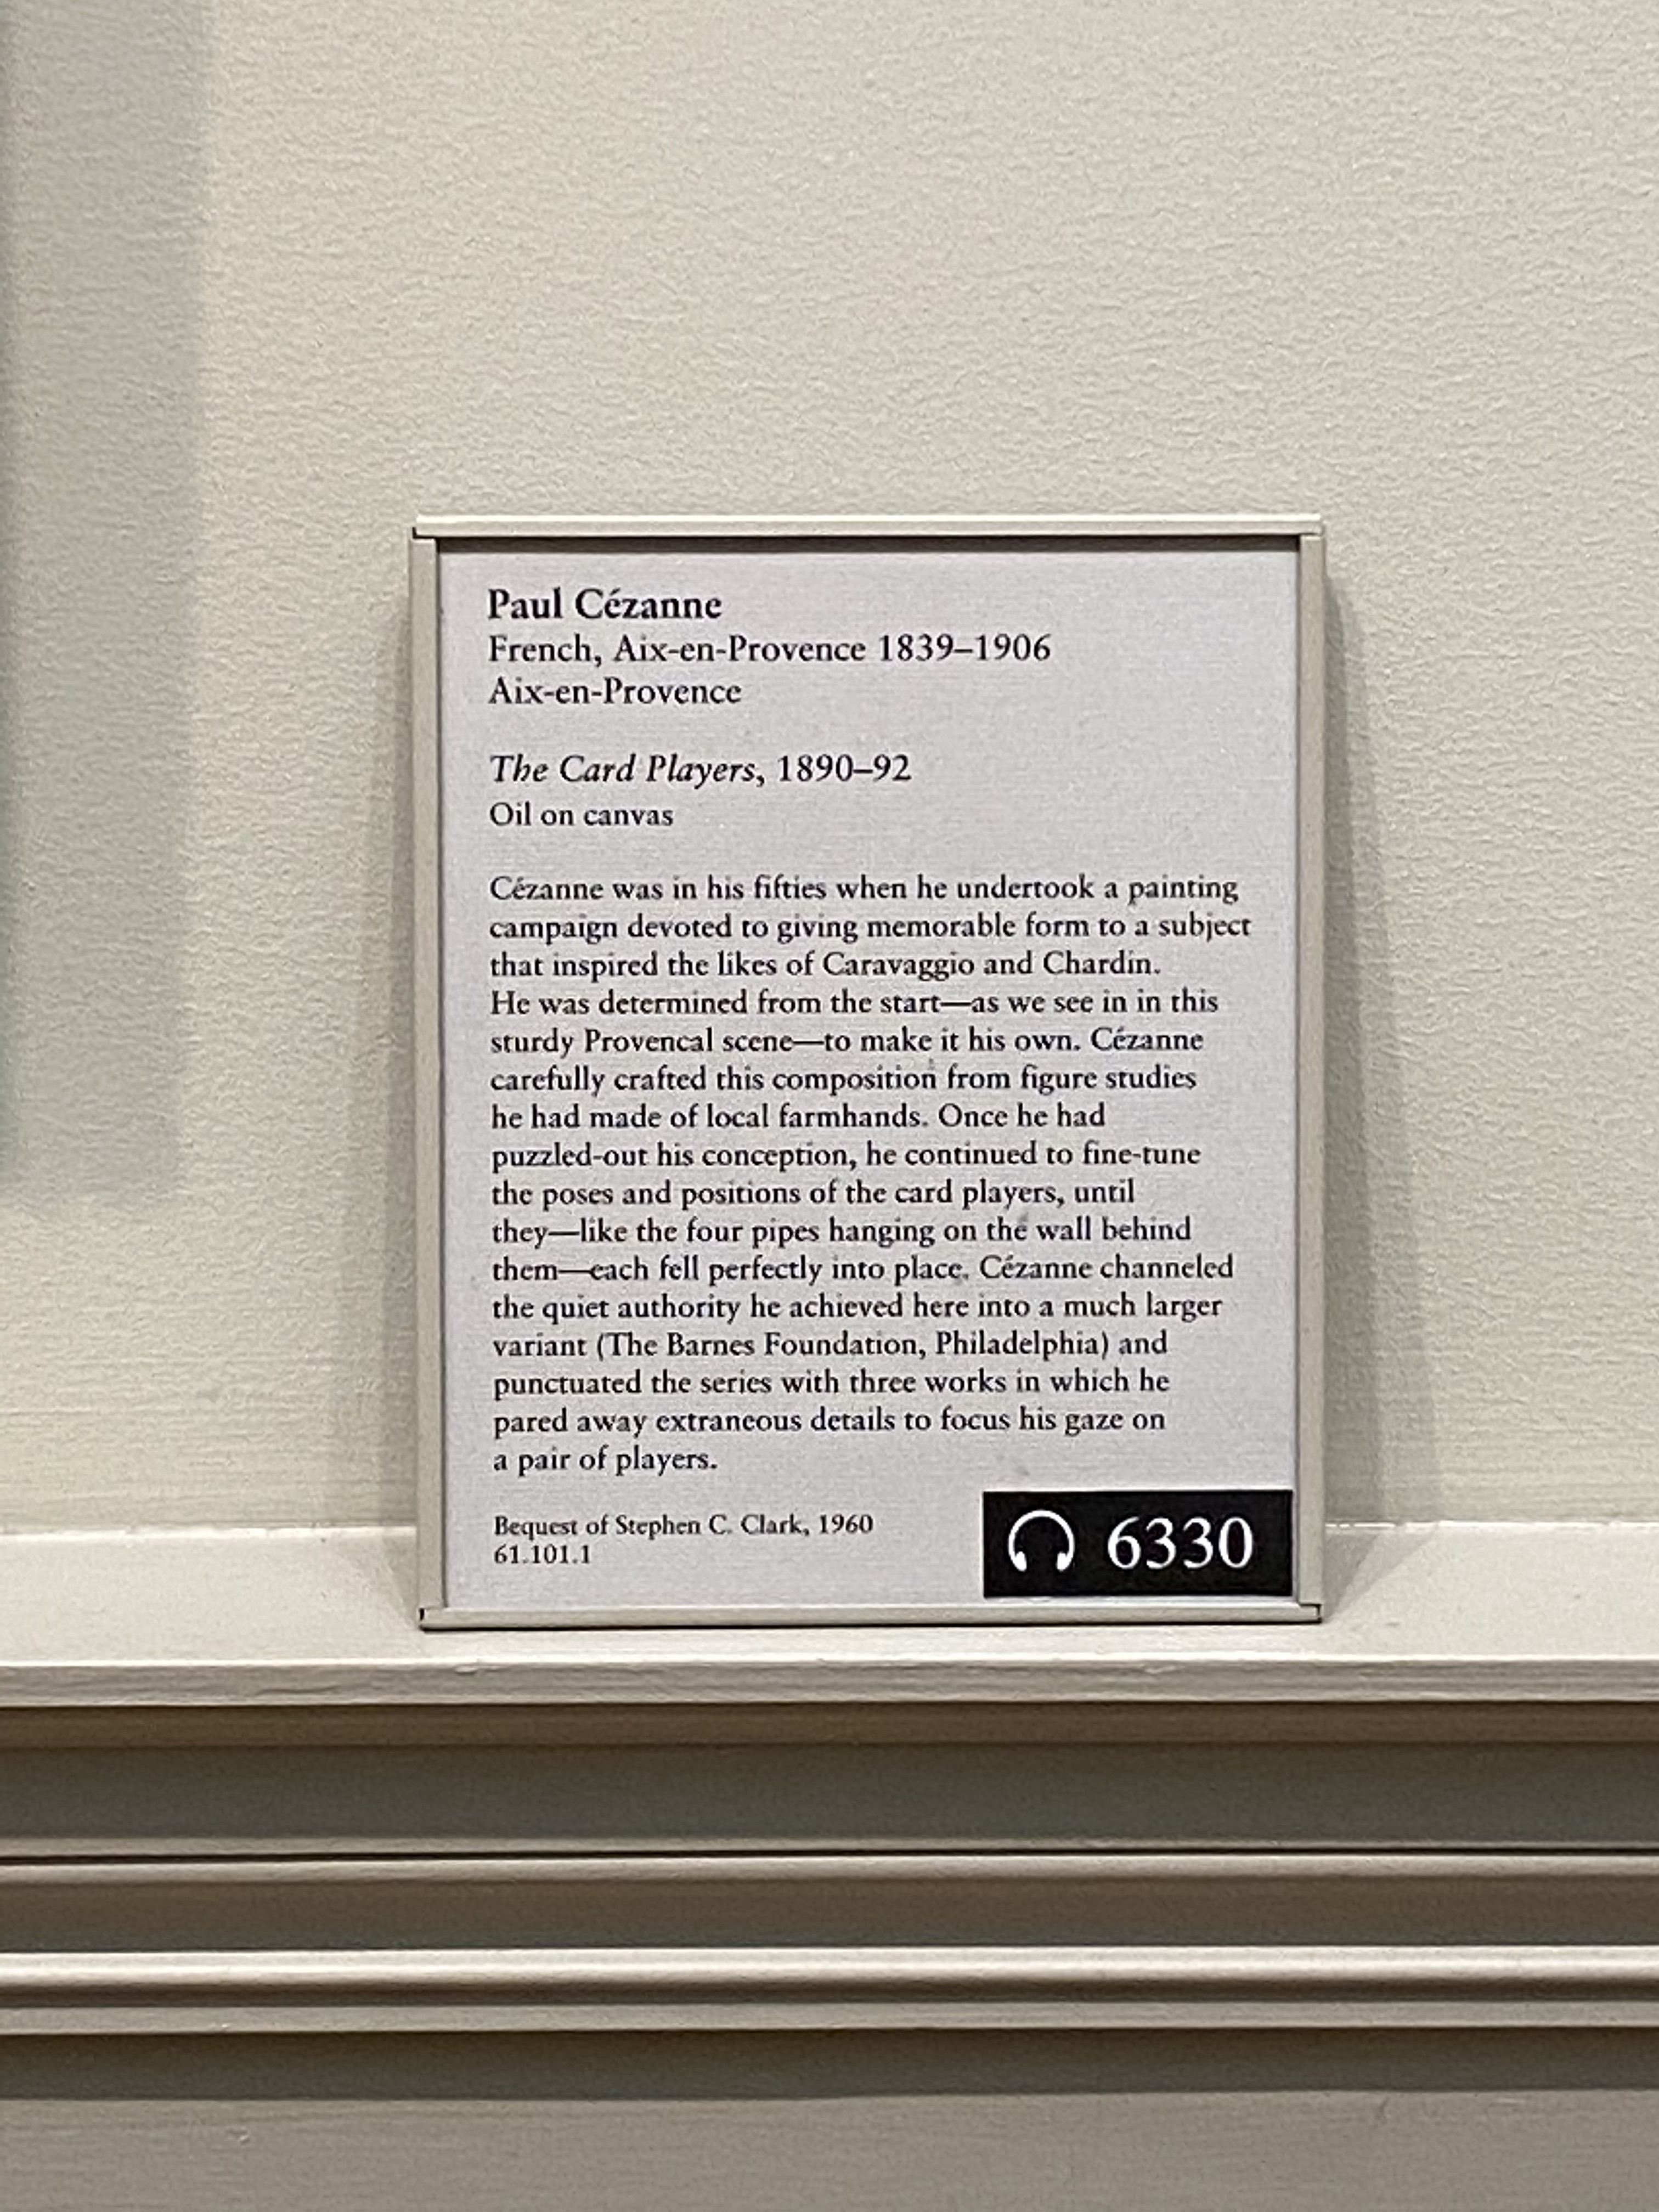 Paul Cézanne
French, Aix-en-Provence 1839–1906
Aix-en-Provence
The Card Players, 1890–92
Oil on canvas
Cézanne was in his fifties when he undertook a painting
campaign devoted to giving memorable form to a subject
that inspired the likes of Caravaggio and Chardin.
He was determined from the start—as we see in in this
sturdy Provencal scene—to make it his own. Cézanne
carefully crafted this composition from figure studies
he had made of local farmhands. Once he had
puzzled-out his conception, he continued to fine-tune
the poses and positions of the card players, until
they—like the four pipes hanging on the wall behind
them—each fell perfectly into place. Cézanne channeled
the quiet authority he achieved here into a much larger
variant (The Barnes Foundation, Philadelphia) and
punctuated the series with three works in which he
pared away extraneous details to focus his gaze on
a pair of players.
Bequest of Stephen C. Clark, 1960
61.101.1
6330